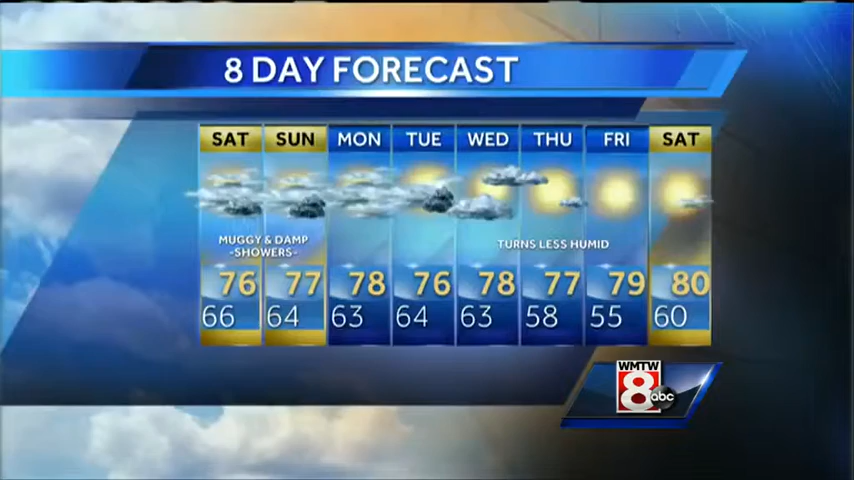 8 DAY FORECAST
SAT SUN MON TUE WED THU FRI SAT
MUGGY & DAMP
-SHOWERS-
TURNS LESS HUMID
76 77 78 76 78 77 79 80
66 64 63 64 63 58 55 60
WMTW
8
abc